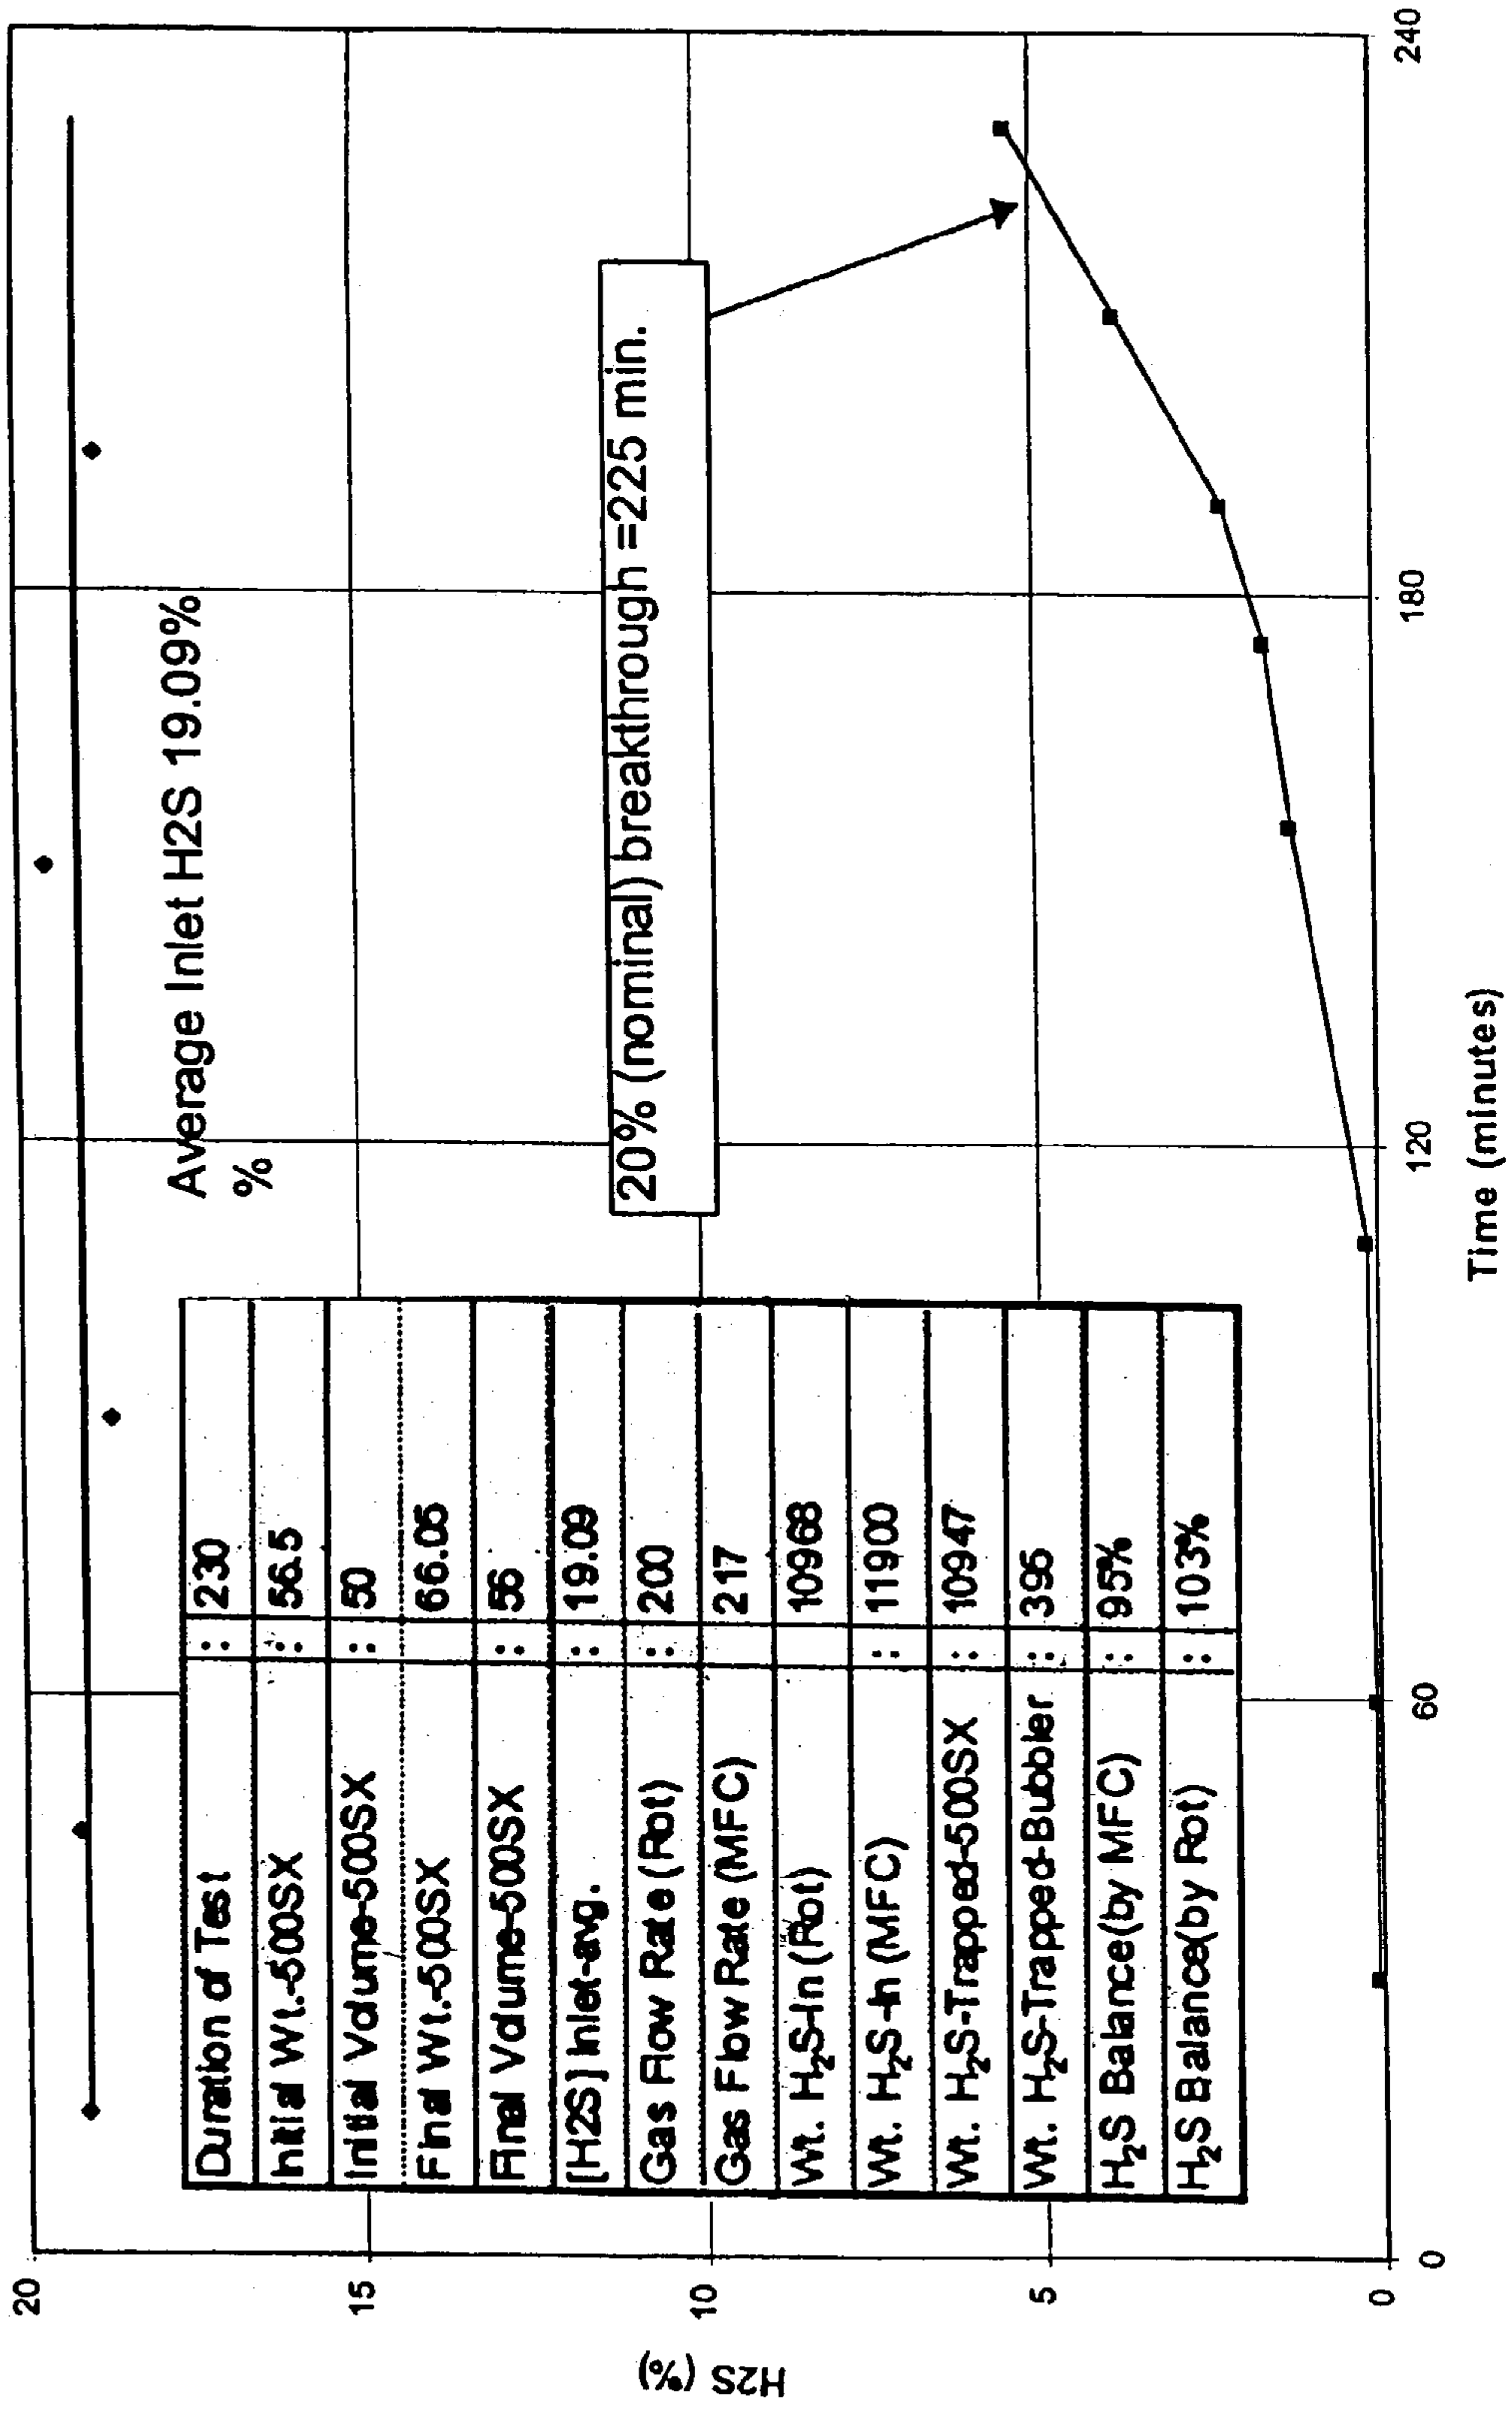 20
15
10
5
0
H2S (%)
Average Inlet H2S 19.09%
%
20% (nominal) breakthrough =225 min.
Duration of Test : 230
Initial Wt.-500SX : 56.5
Initial Volume-500SX : 50
Final Wt.-500SX 66.05
Final Volume-500SX : 56
[H2S] Inlet-avg. : 19.09
Gas Flow Rate (Rot) : 200
Gas Flow Rate (MFC) 217
Wt. H₂S-In (Rot) 10968
Wt. H₂S-In (MFC) : 11900
Wt. H₂S-Trapped-500SX : 10947
Wt. H₂S-Trapped-Bubbler : 395
H₂S Balance(by MFC) : 95%
H₂S Balance(by Rot) : 103%
0
60
120
180
240
Time (minutes)